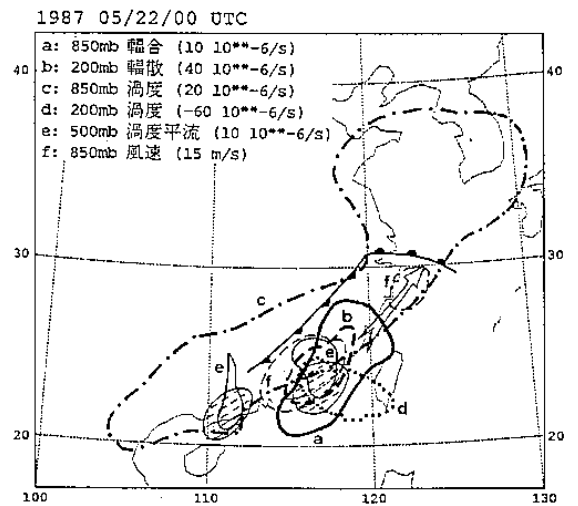 1987 05/22/00 UTC
a: 850mb 輻合 (10 10**-6/s)
b: 200mb 輻散 (40 10**-6/s)
c: 850mb 渦度 (20 10**-6/s)
d: 200mb 渦度 (-60 10**-6/s)
e: 500mb 渦度平流 (10 10**-6/s)
f: 850mb 風速 (15 m/s)
40 40
30 30
f
c
b
e e
f
d
a
20 20
100 110 120 130